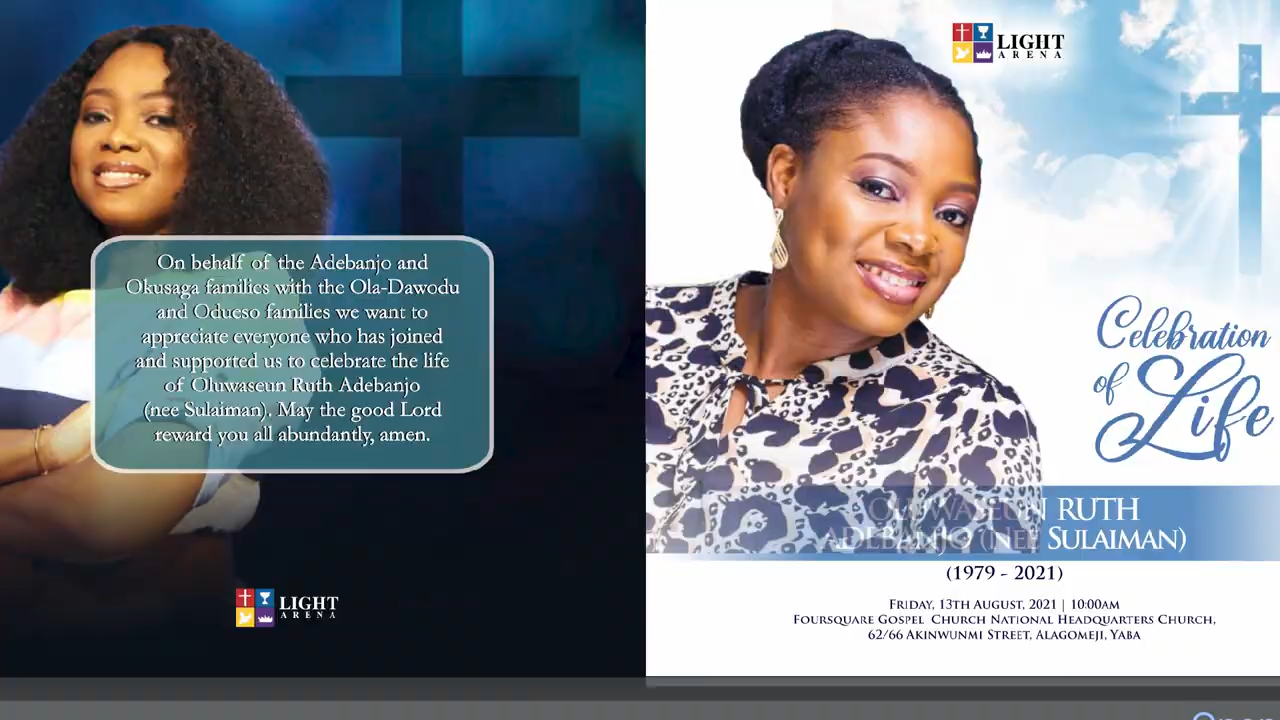 On behalf of the Adebanjo and
Okusaga families with the Ola-Dawodu
and Odueso families we want to
appreciate everyone who has joined
and supported us to celebrate the life
of Oluwaseun Ruth Adebanjo
(nee Sulaiman). May the good Lord
reward you all abundantly, amen.
LIGHT
ARENA
LIGHT
ARENA
Celebration
of Life
OLUWASEUN RUTH
ADEBANJO (NEE SULAIMAN)
(1979 - 2021)
FRIDAY, 13TH AUGUST, 2021 | 10:00AM
FOURSQUARE GOSPEL CHURCH NATIONAL HEADQUARTERS CHURCH,
62/66 AKINWUNMI STREET, ALAGOMEJI, YABA